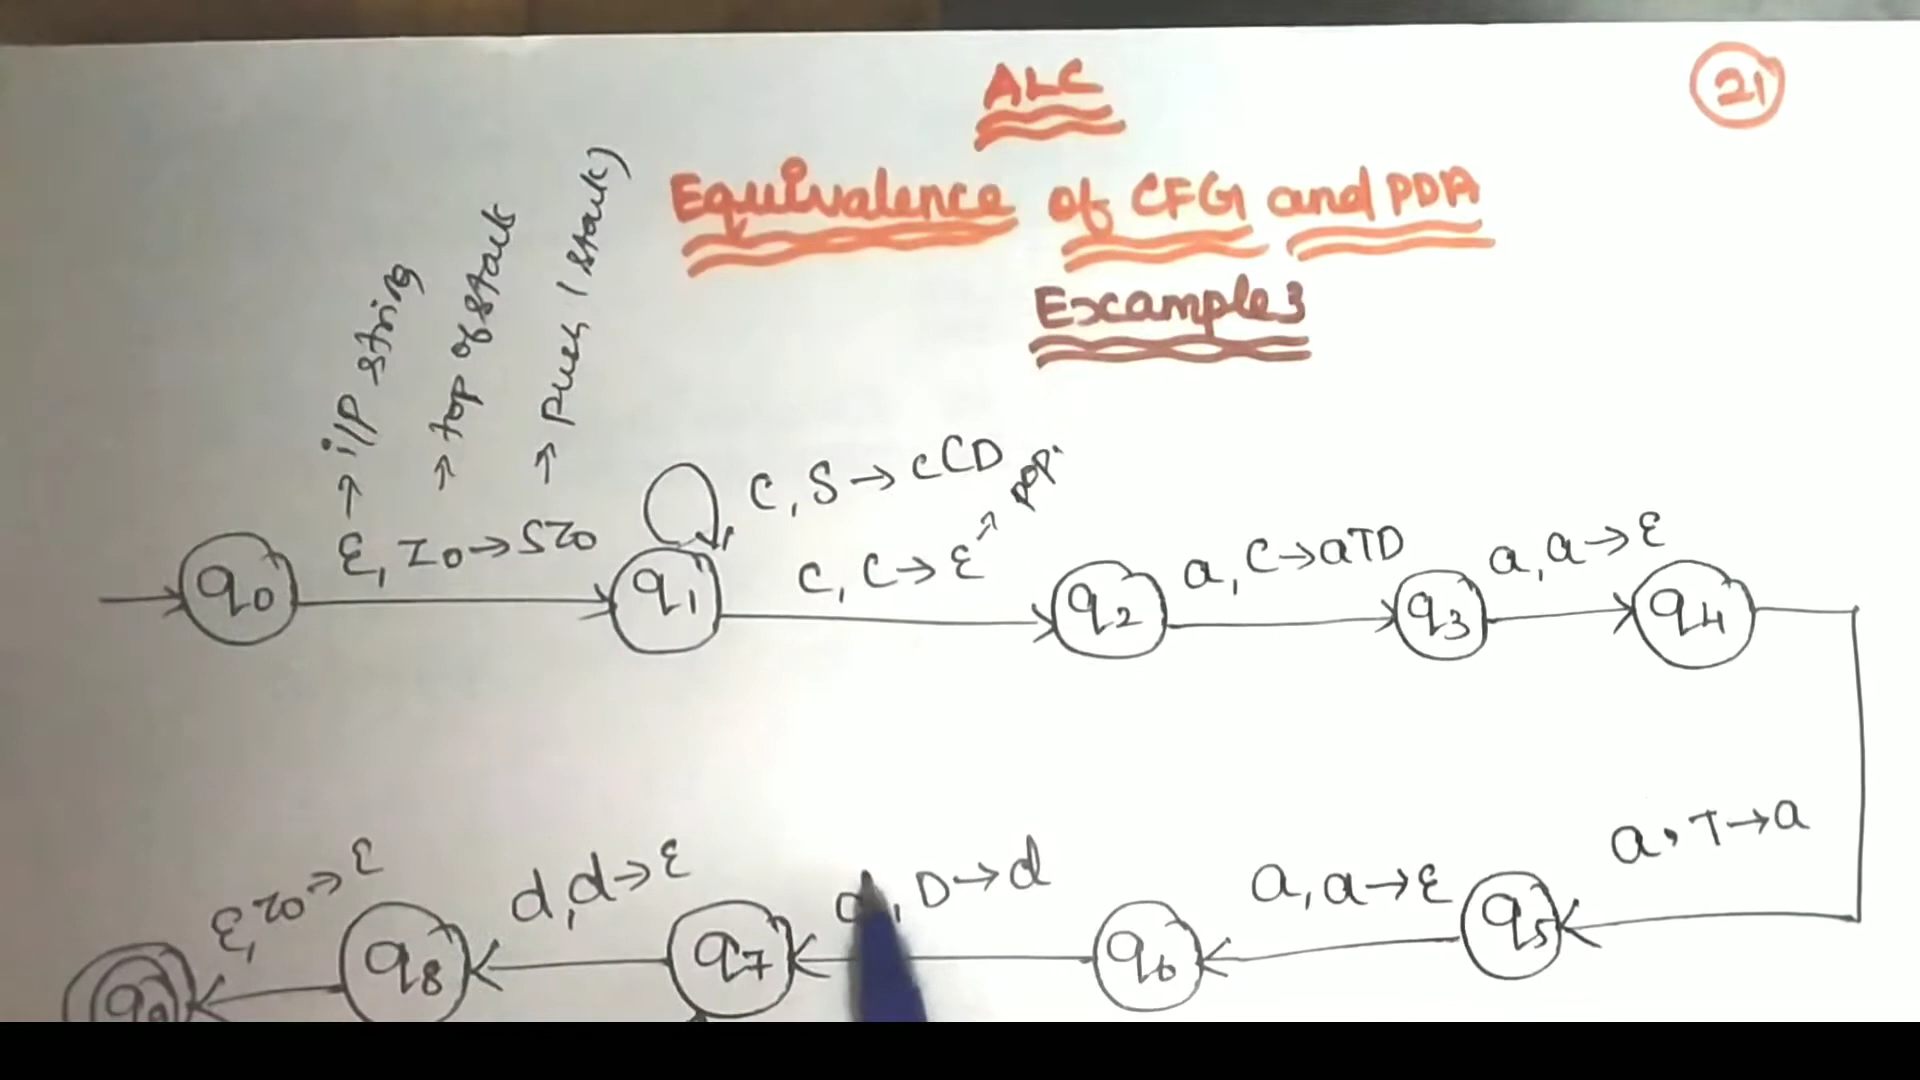 ALC
21
Equivalence of CFG and PDA
Example 3
→ i/p string
→ top of stack
→ push (stack)
c, S → cCD
ε, z0 → Sz0
c, c → ε → pop
a, C → aTD
a, a → ε
q0
q1
q2
q3
q4
a, T → a
ε, z0 → ε
d, d → ε
, D → d
a, a → ε
q9
q8
q7
q6
q5